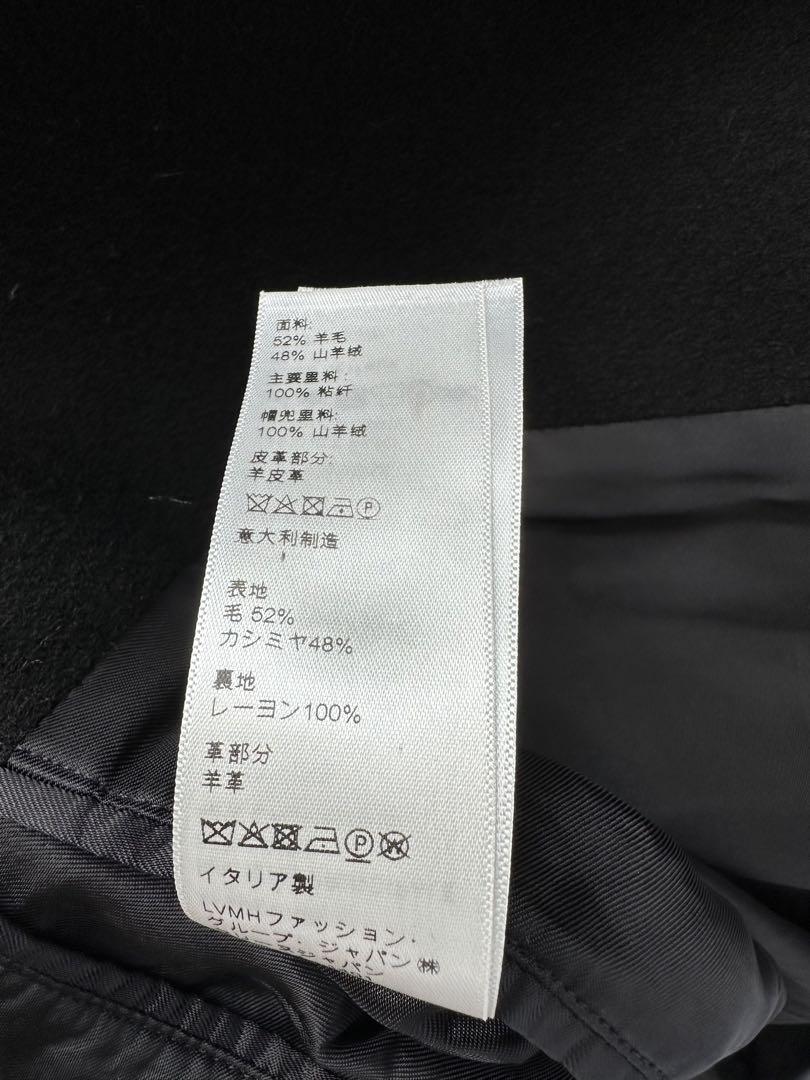 面料:
52% 羊毛
48% 山羊绒
主要里料:
100% 粘纤
帽兜里料:
100% 山羊绒
皮革部分:
羊皮革
P
意大利制造
表地
毛 52%
カシミヤ48%
裏地
レーヨン100%
革部分
羊革
P W
イタリア製
LVMHファッション・
グループ・ジャパン㈱